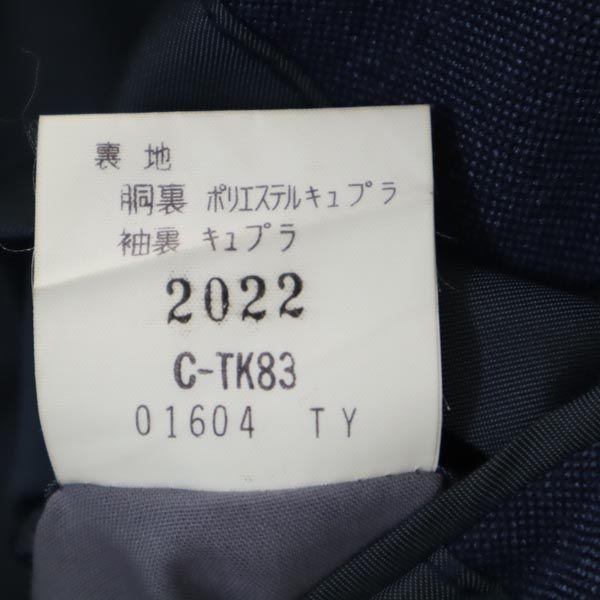 裏地
胴裏 ポリエステルキュプラ
袖裏 キュプラ
2022
C-TK83
01604 TY